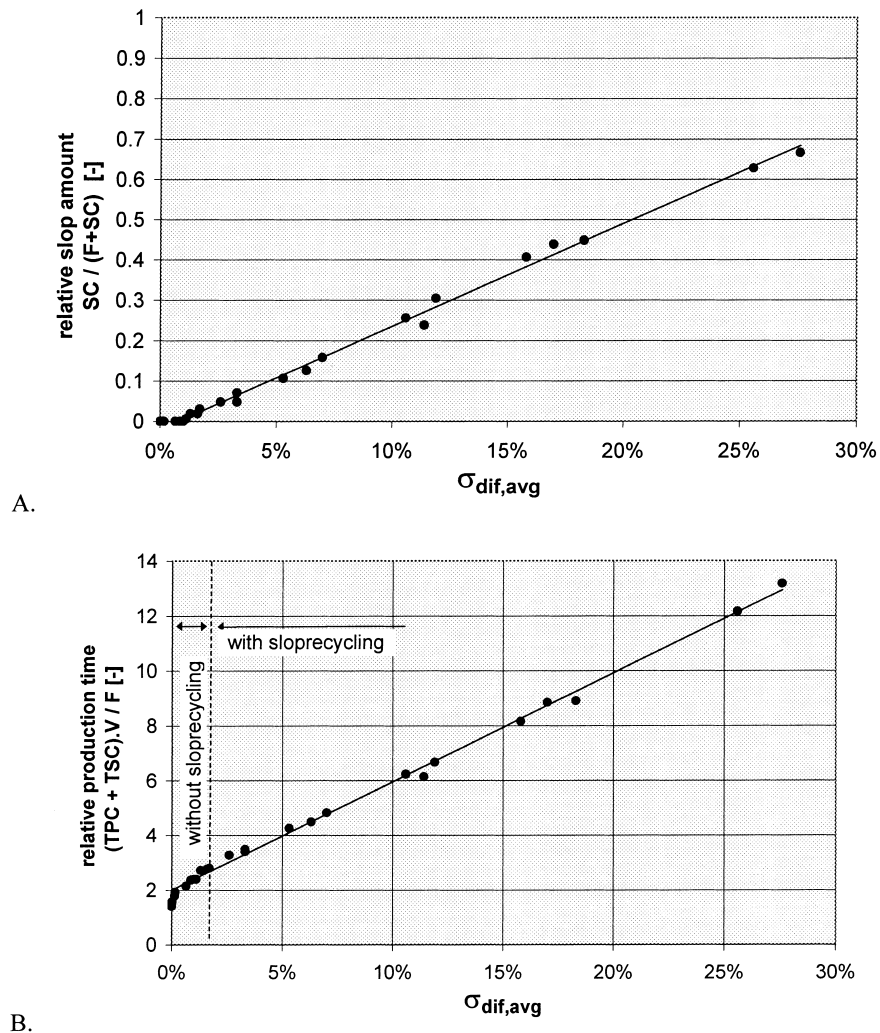 1
0.9
0.8
0.7
0.6
0.5
0.4
0.3
0.2
0.1
0
relative slop amount
SC / (F+SC) [-]
0% 5% 10% 15% 20% 25% 30%
σdif,avg
A.
14
12
10
8
6
4
2
0
relative production time
(TPC + TSC).V / F [-]
with sloprecycling
without sloprecycling
0% 5% 10% 15% 20% 25% 30%
σdif,avg
B.